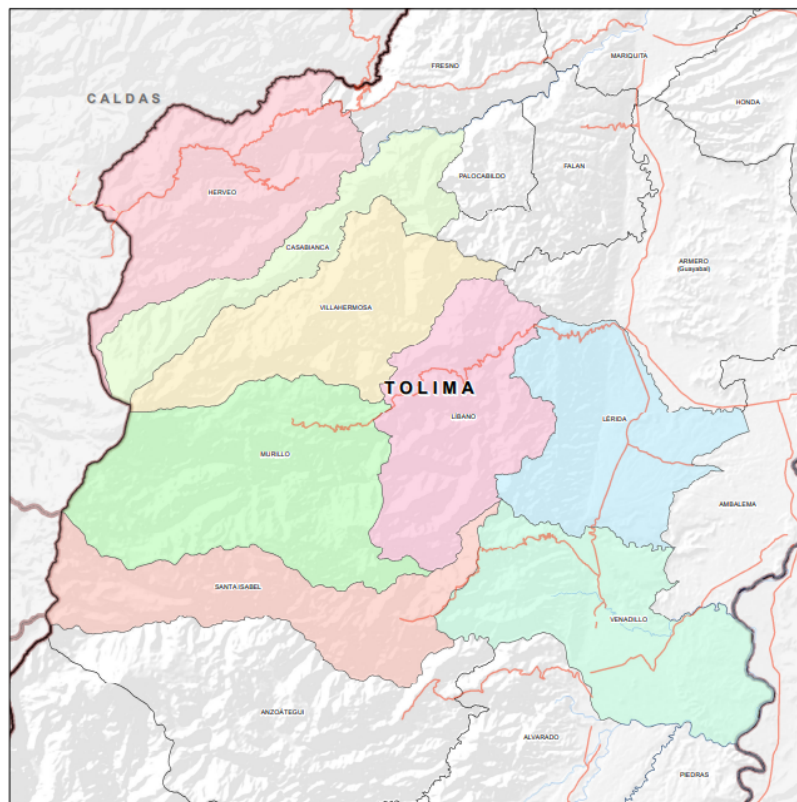 FRESNO
MARIQUITA
CALDAS
HONDA
PALOCABILDO
FALAN
HERVEO
CASABIANCA
ARMERO
(Guayabal)
VILLAHERMOSA
TOLIMA
LÍBANO
LÉRIDA
MURILLO
AMBALEMA
SANTA ISABEL
VENADILLO
ANZOÁTEGUI
ALVARADO
PIEDRAS